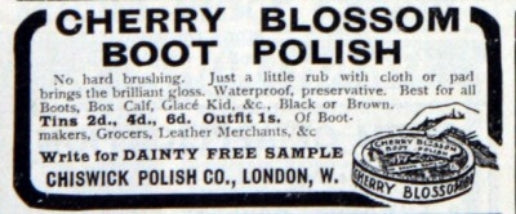 CHERRY BLOSSOM
BOOT POLISH
No hard brushing. Just a little rub with cloth or pad
brings the brilliant gloss. Waterproof, preservative. Best for all
Boots, Box Calf, Glacé Kid, &c., Black or Brown.
Tins 2d., 4d., 6d. Outfit 1s. Of Boot-
makers, Grocers, Leather Merchants, &c
Write for DAINTY FREE SAMPLE
CHISWICK POLISH CO., LONDON, W.
CHERRY BLOSSOM
BOOT POLISH
CHERRY BLOSSOM